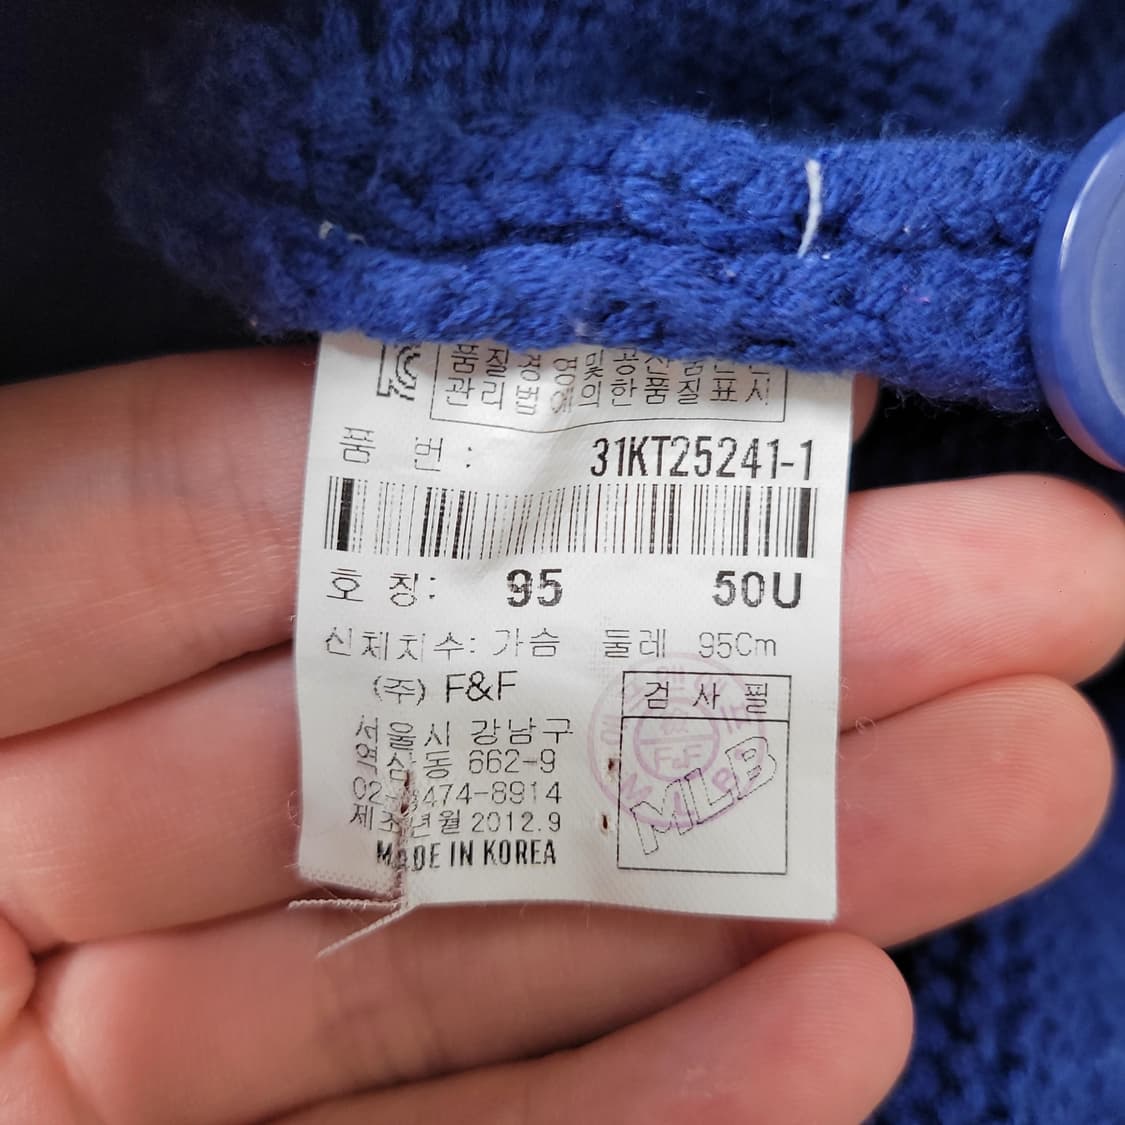 품질경영및공산품안전
관리법에의한품질표시
품 번 : 31KT25241-1
호 칭: 95 50U
신체치수: 가슴 둘레 95Cm
(주) F&F
검 사 필
서울시 강남구
역삼동 662-9
474-8914
제조년월 2012.9
MADE IN KOREA
MLB
F&F